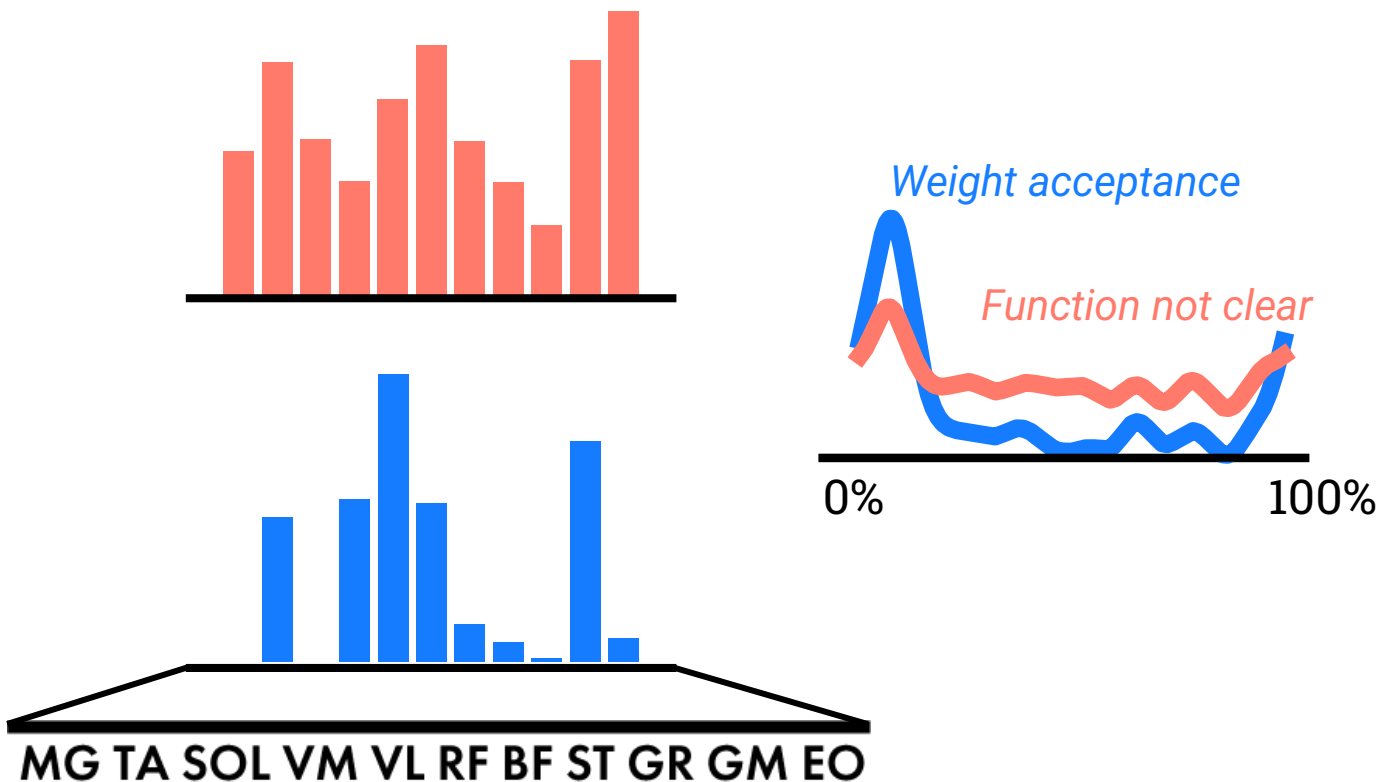 Weight acceptance
Function not clear
0% 100%
MG TA SOL VM VL RF BF ST GR GM EO